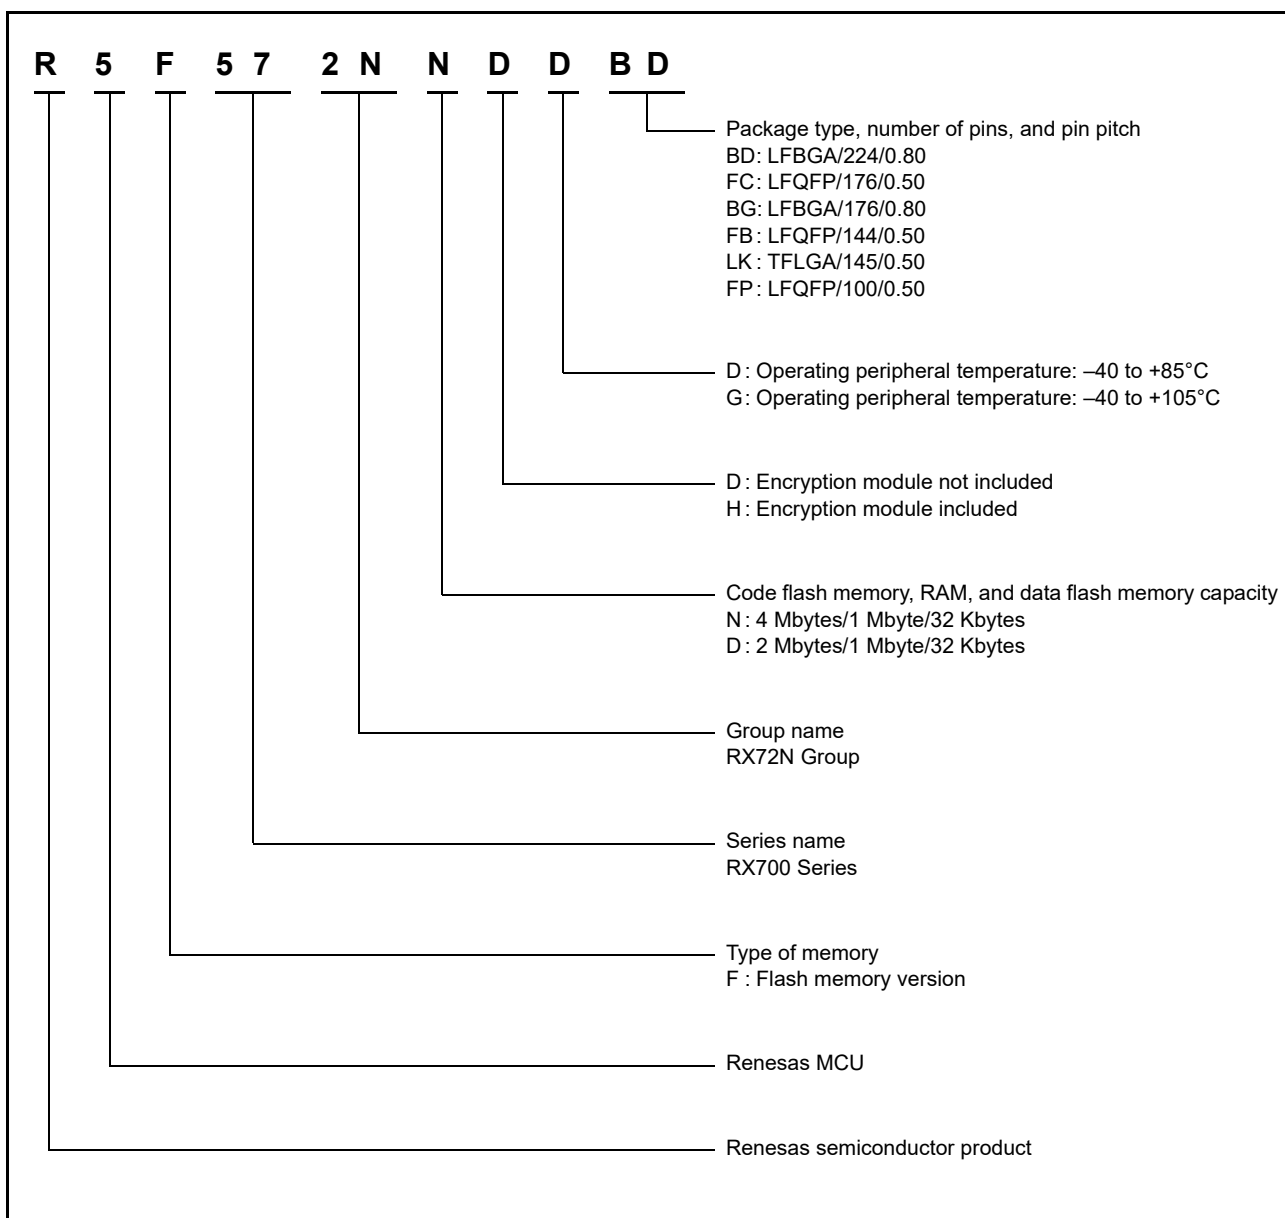 R 5 F 5 7 2 N N D D B D
Package type, number of pins, and pin pitch
BD: LFBGA/224/0.80
FC: LFQFP/176/0.50
BG: LFBGA/176/0.80
FB: LFQFP/144/0.50
LK: TFLGA/145/0.50
FP: LFQFP/100/0.50
D: Operating peripheral temperature: –40 to +85°C
G: Operating peripheral temperature: –40 to +105°C
D: Encryption module not included
H: Encryption module included
Code flash memory, RAM, and data flash memory capacity
N: 4 Mbytes/1 Mbyte/32 Kbytes
D: 2 Mbytes/1 Mbyte/32 Kbytes
Group name
RX72N Group
Series name
RX700 Series
Type of memory
F : Flash memory version
Renesas MCU
Renesas semiconductor product